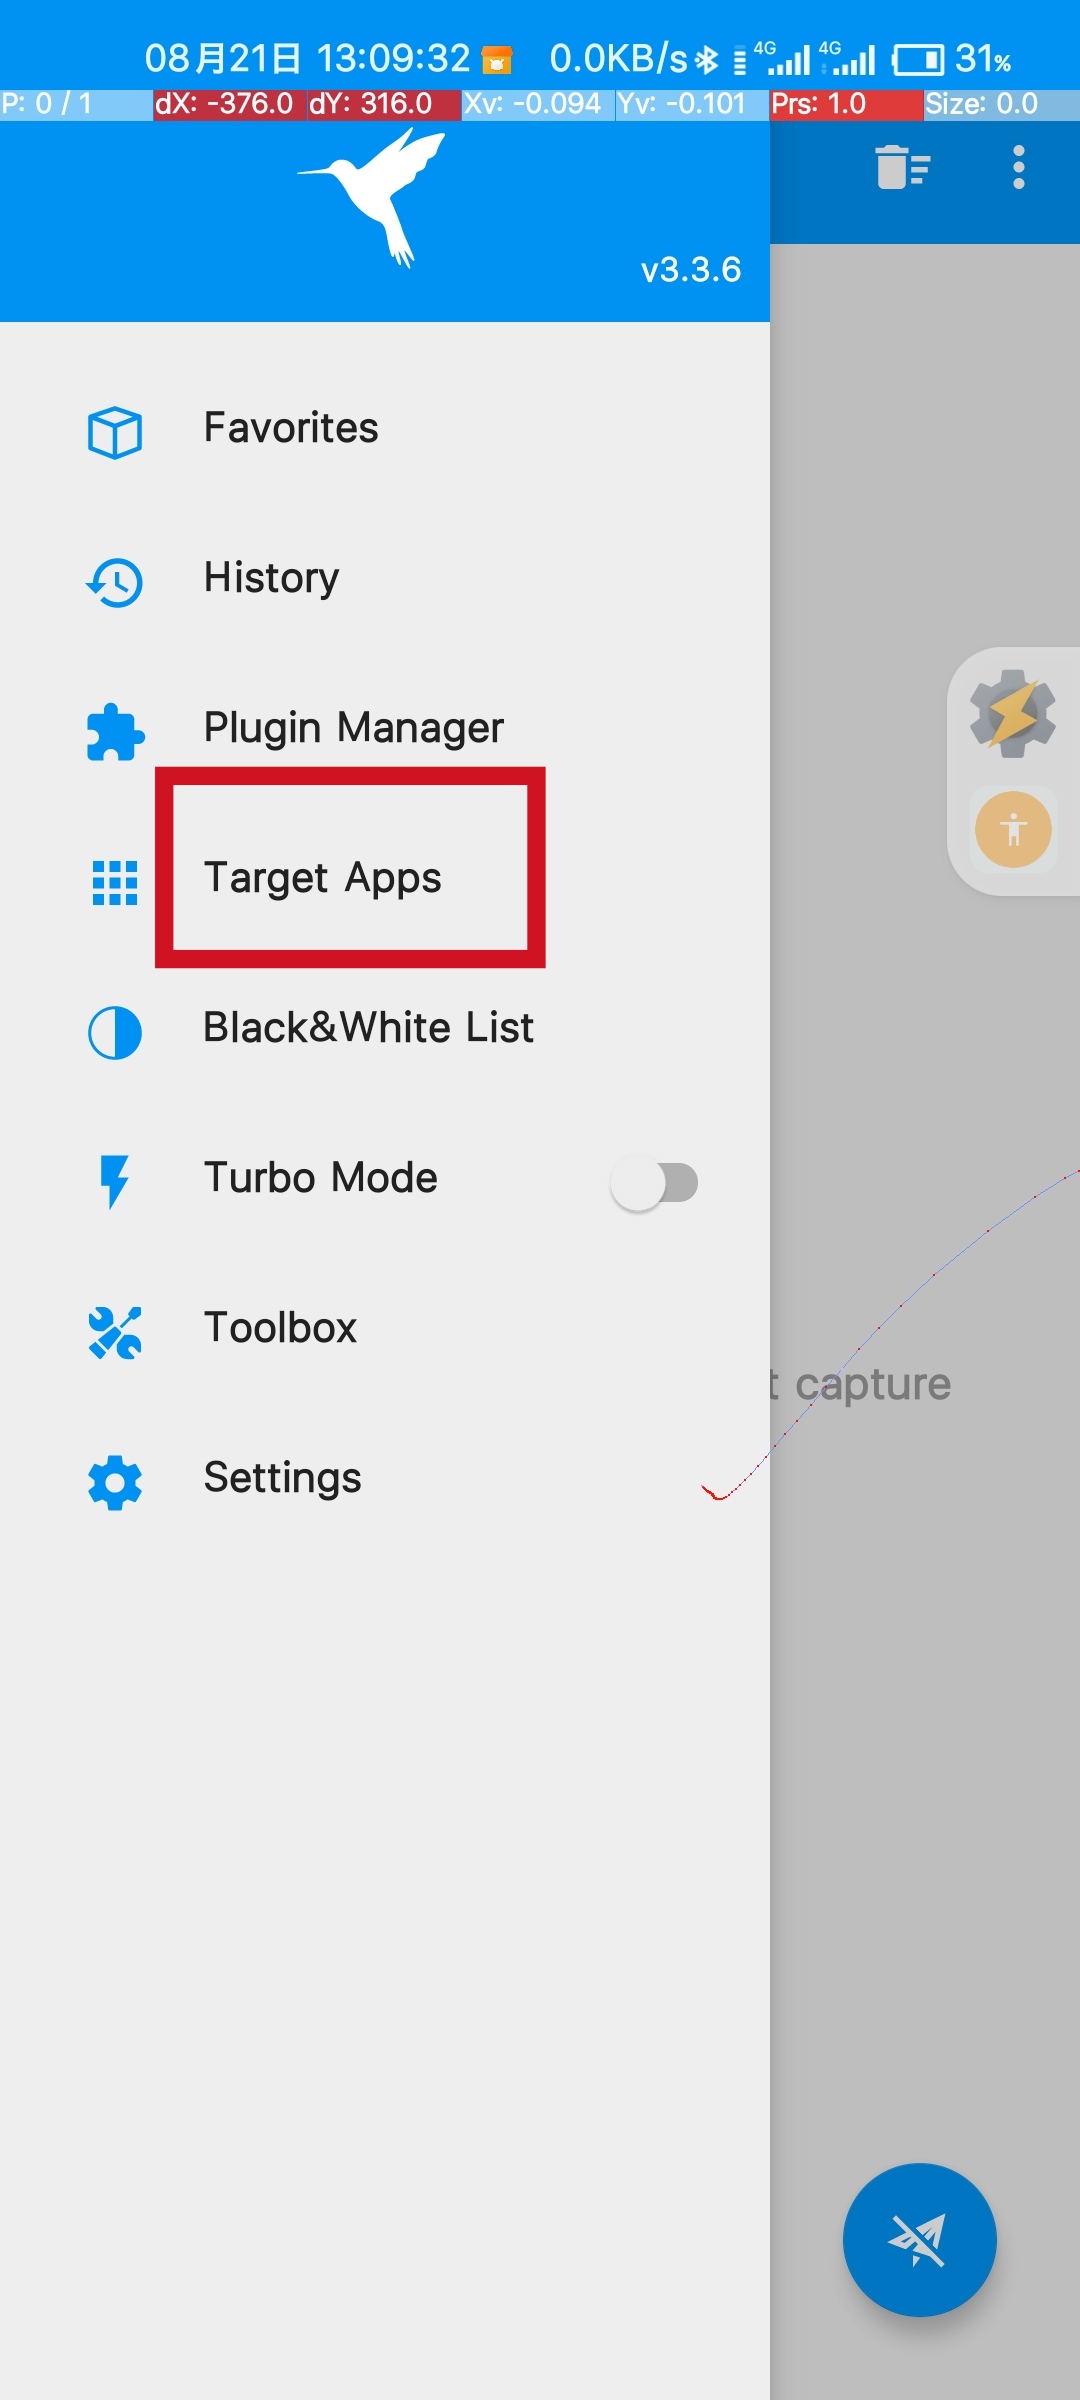 08月21日 13:09:32 0.0KB/s 4G 4G 31%
P: 0 / 1 dX: -376.0 dY: 316.0 Xv: -0.094 Yv: -0.101 Prs: 1.0 Size: 0.0
v3.3.6
Favorites
History
Plugin Manager
Target Apps
Black&White List
Turbo Mode
Toolbox
t capture
Settings